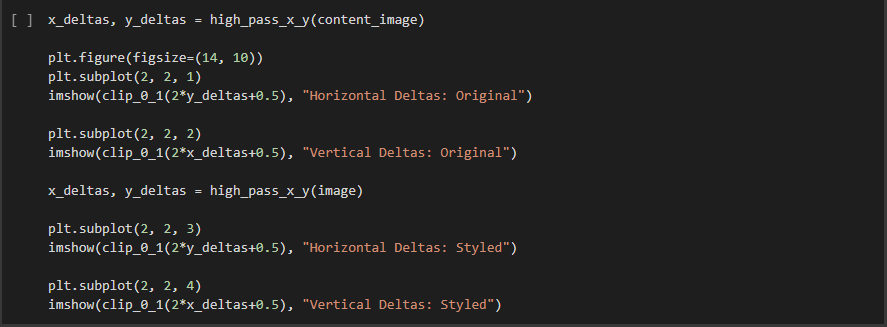 [ ] x_deltas, y_deltas = high_pass_x_y(content_image)
plt.figure(figsize=(14, 10))
plt.subplot(2, 2, 1)
imshow(clip_0_1(2*y_deltas+0.5), "Horizontal Deltas: Original")
plt.subplot(2, 2, 2)
imshow(clip_0_1(2*x_deltas+0.5), "Vertical Deltas: Original")
x_deltas, y_deltas = high_pass_x_y(image)
plt.subplot(2, 2, 3)
imshow(clip_0_1(2*y_deltas+0.5), "Horizontal Deltas: Styled")
plt.subplot(2, 2, 4)
imshow(clip_0_1(2*x_deltas+0.5), "Vertical Deltas: Styled")